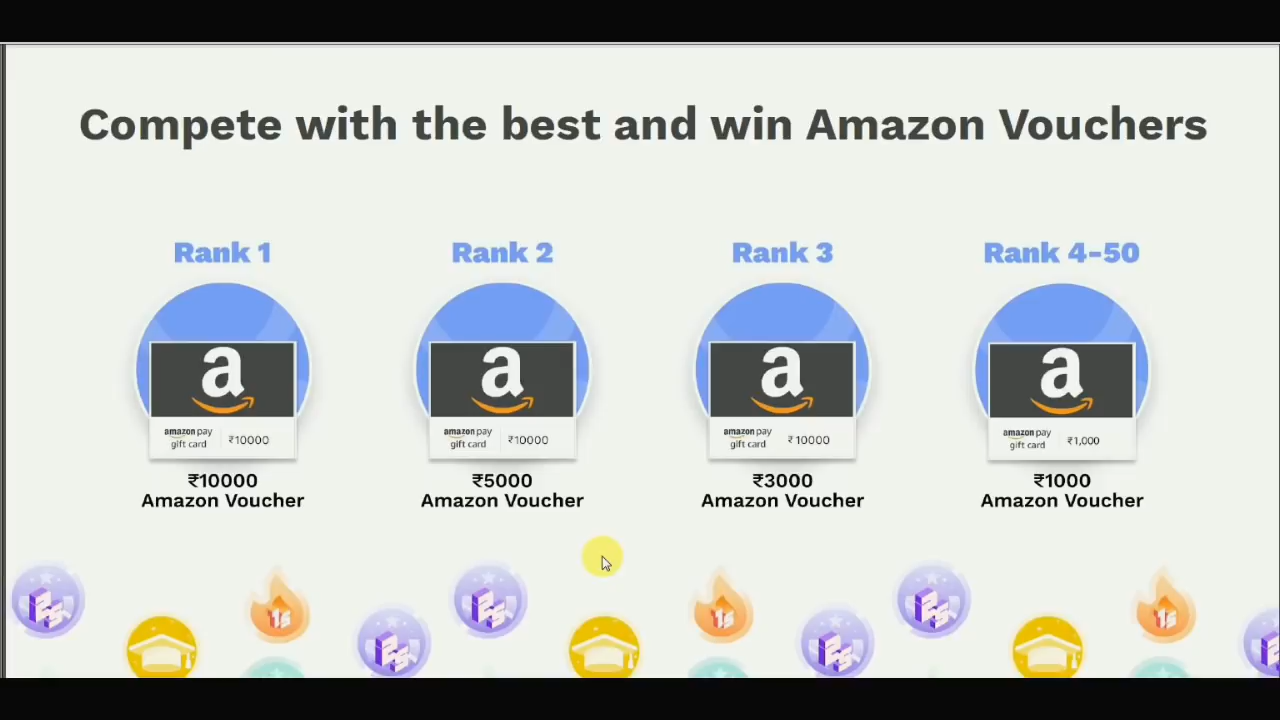 Compete with the best and win Amazon Vouchers
Rank 1
Rank 2
Rank 3
Rank 4-50
a
a
a
a
amazon pay
gift card
₹10000
amazon pay
gift card
₹10000
amazon pay
gift card
₹10000
amazon pay
gift card
₹1,000
₹10000
Amazon Voucher
₹5000
Amazon Voucher
₹3000
Amazon Voucher
₹1000
Amazon Voucher